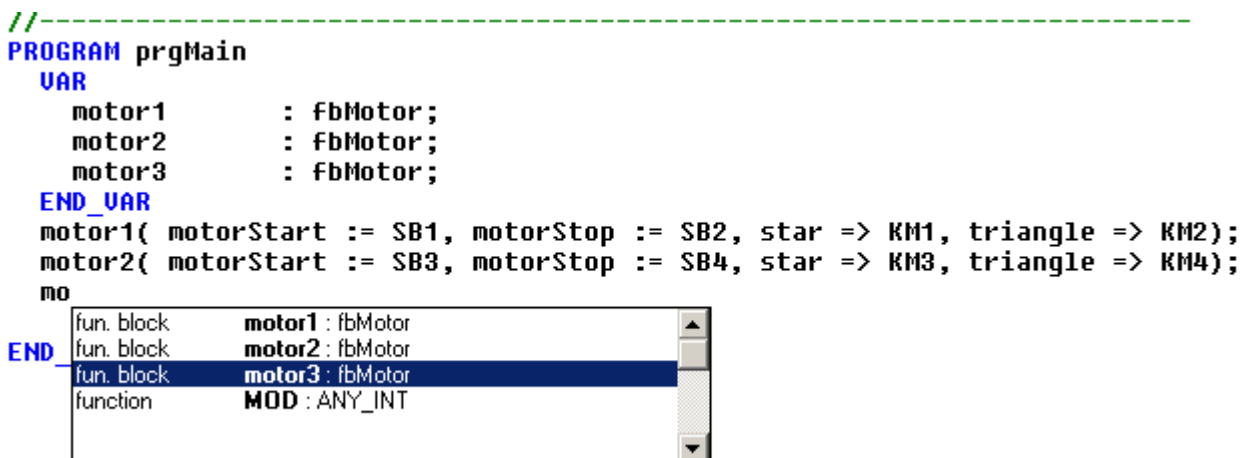 //------------------------------------------------------------------------
PROGRAM prgMain
VAR
motor1 : fbMotor;
motor2 : fbMotor;
motor3 : fbMotor;
END_VAR
motor1( motorStart := SB1, motorStop := SB2, star => KM1, triangle => KM2);
motor2( motorStart := SB3, motorStop := SB4, star => KM3, triangle => KM4);
mo
fun. block motor1 : fbMotor
END_ fun. block motor2 : fbMotor
fun. block motor3 : fbMotor
function MOD : ANY_INT